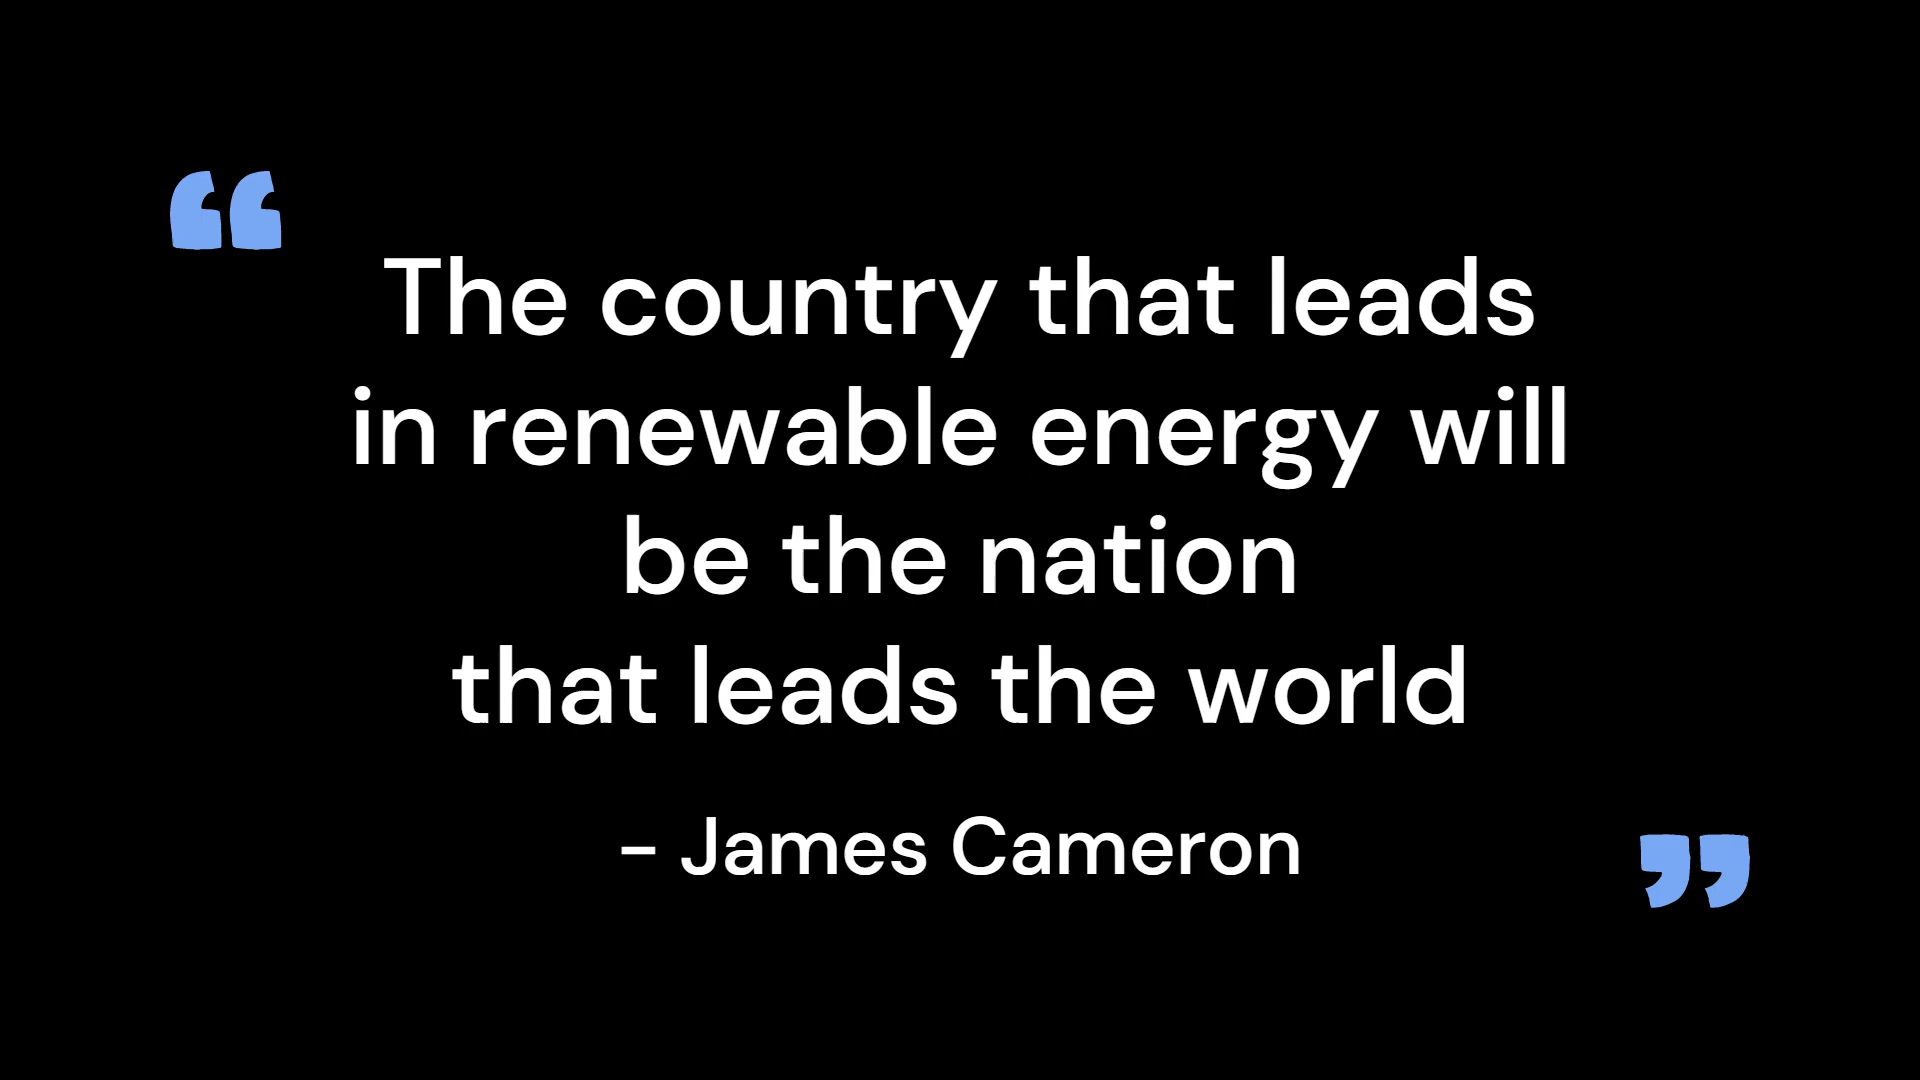 “
The country that leads
in renewable energy will
be the nation
that leads the world
- James Cameron
”